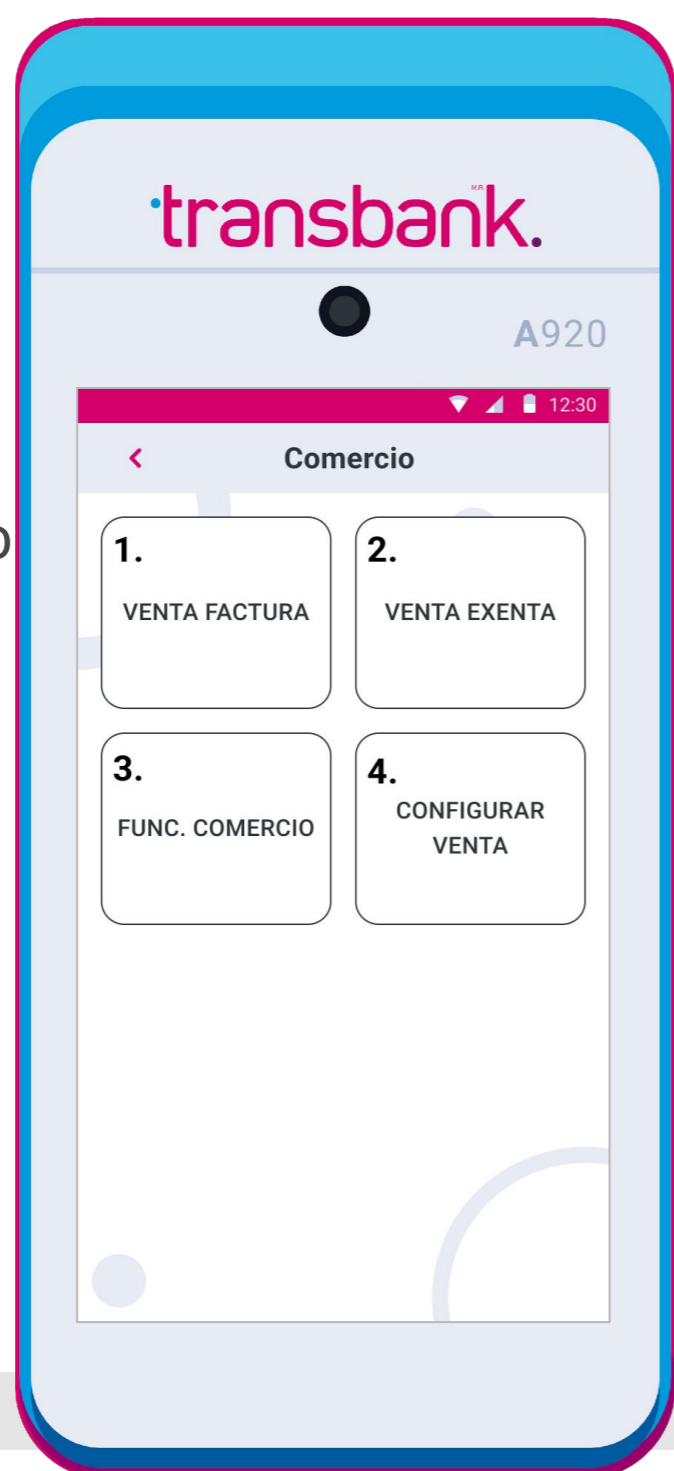 transbank.
M.R.
A920
12:30
Comercio
1.
VENTA FACTURA
2.
VENTA EXENTA
3.
FUNC. COMERCIO
4.
CONFIGURAR
VENTA